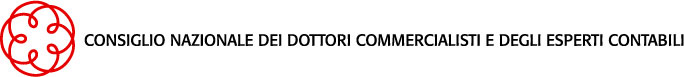 CONSIGLIO NAZIONALE DEI DOTTORI COMMERCIALISTI E DEGLI ESPERTI CONTABILI